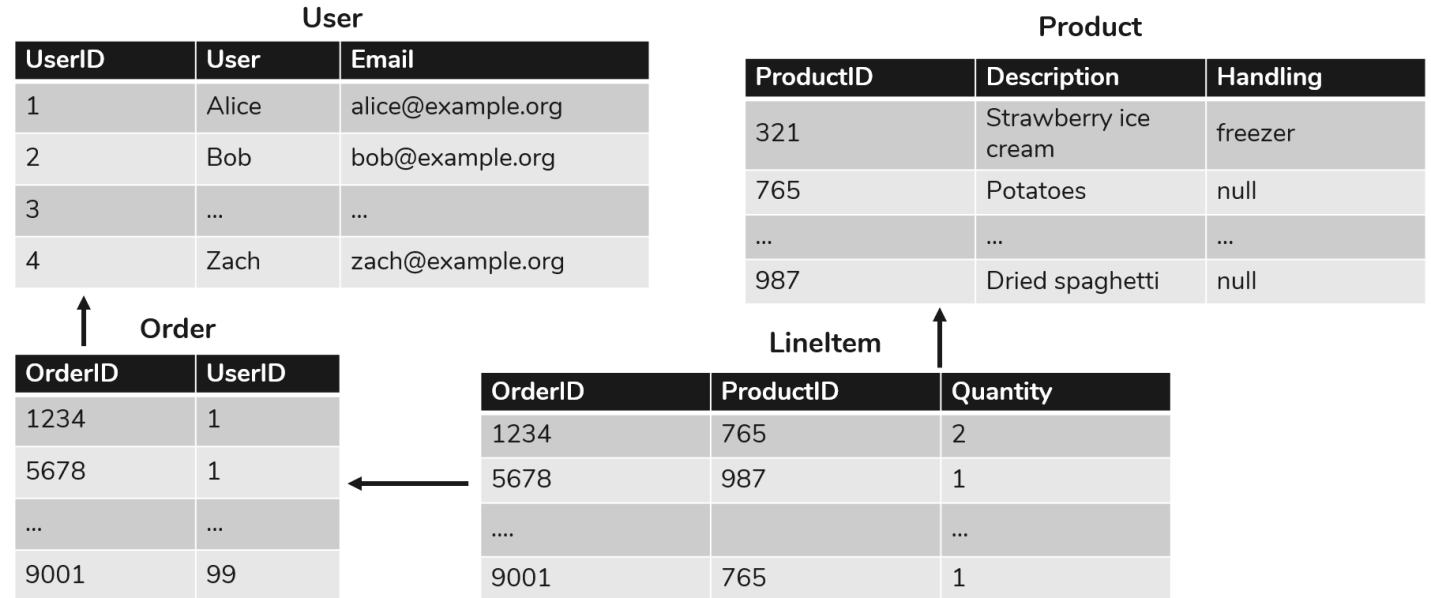 User
UserID User Email
1 Alice alice@example.org
2 Bob bob@example.org
3 ... ...
4 Zach zach@example.org
Product
ProductID Description Handling
321 Strawberry ice cream freezer
765 Potatoes null
... ... ...
987 Dried spaghetti null
Order
OrderID UserID
1234 1
5678 1
... ...
9001 99
LineItem
OrderID ProductID Quantity
1234 765 2
5678 987 1
.... ...
9001 765 1